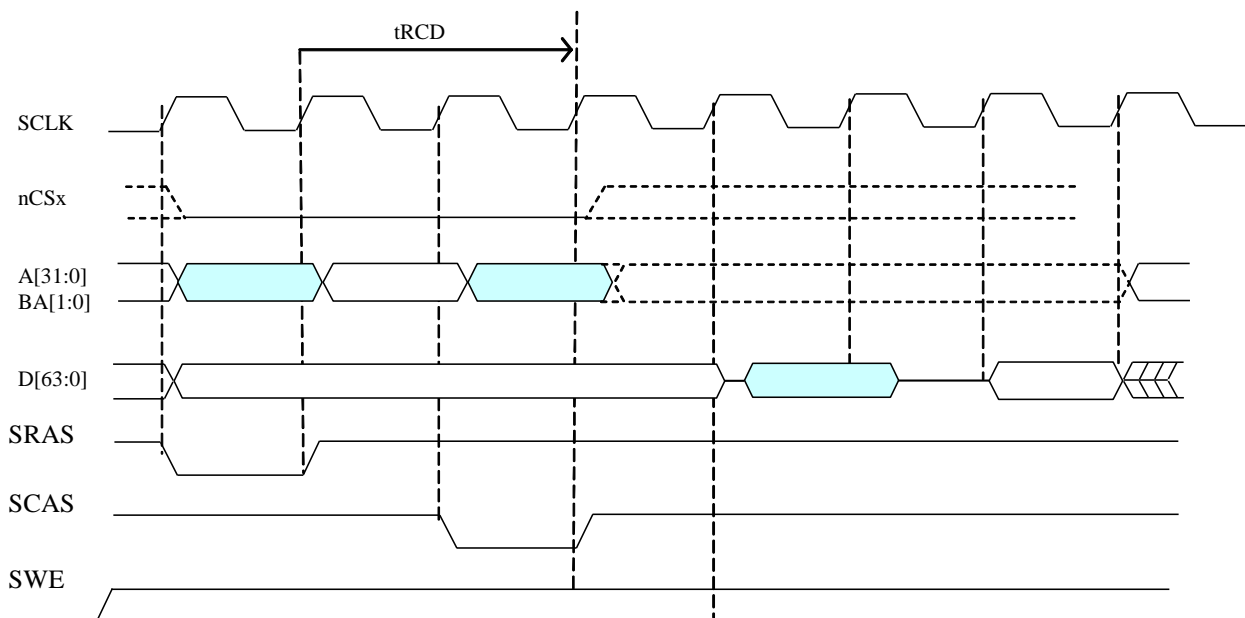 tRCD
SCLK
nCSx
A[31:0]
BA[1:0]
D[63:0]
SRAS
SCAS
SWE